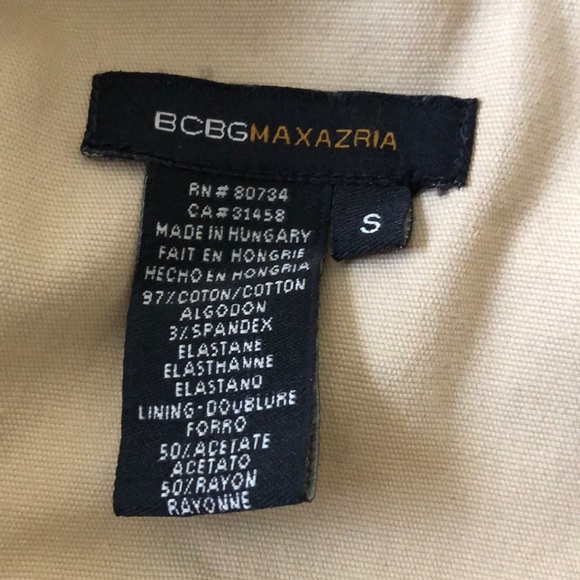 BCBGMAXAZRIA
S
RN# 80734
CA#31458
MADE IN HUNGARY
FAIT EN HONGRIE
HECHO EN HONGRIA
97%COTON/COTTON
ALGODON
3%SPANDEX
ELASTANE
ELASTHANNE
ELASTANO
LINING-DOUBLURE
FORRO
50%ACETATE
ACETATO
50%RAYON
RAYONNE